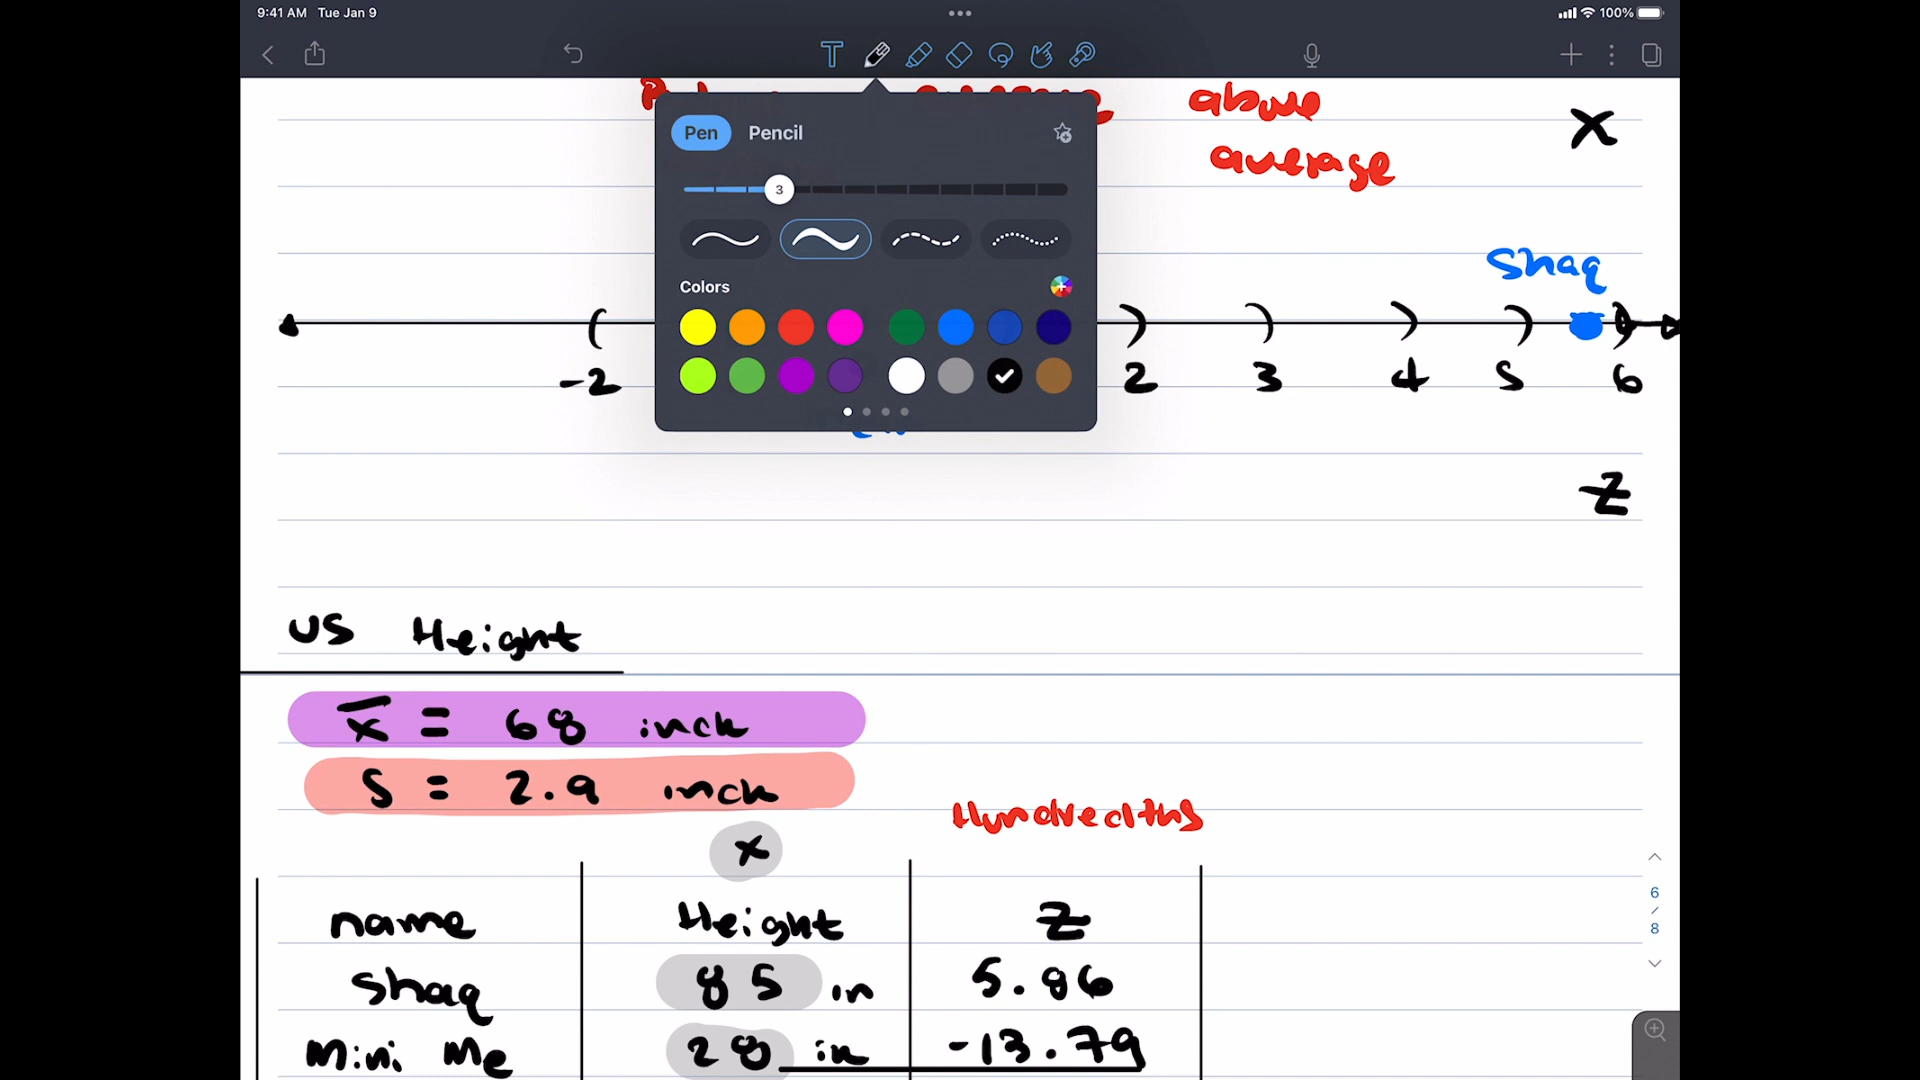 9:41 AM Tue Jan 9
100%
T
above
average
X
Pen Pencil
3
Colors
Shaq
-2 2 3 4 5 6
Z
US Height
x̅ = 68 inch
S = 2.9 inch
Hundredths
x
name Height Z
Shaq 85 in 5.86
Mini Me 28 in -13.79
6
/
8